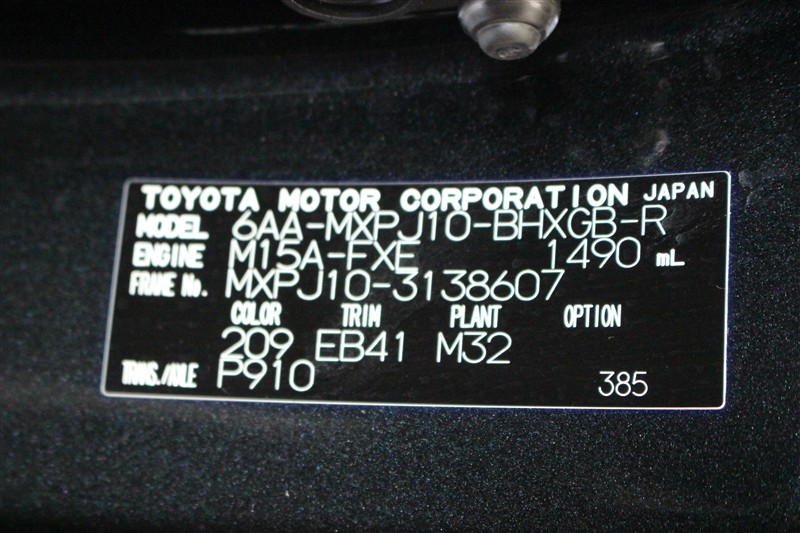 TOYOTA MOTOR CORPORATION JAPAN
MODEL 6AA-MXPJ10-BHXGB-R
ENGINE M15A-FXE 1490 mL
FRAME No. MXPJ10-3138607
COLOR TRIM PLANT OPTION
209 EB41 M32
TRANS./AXLE P910 385